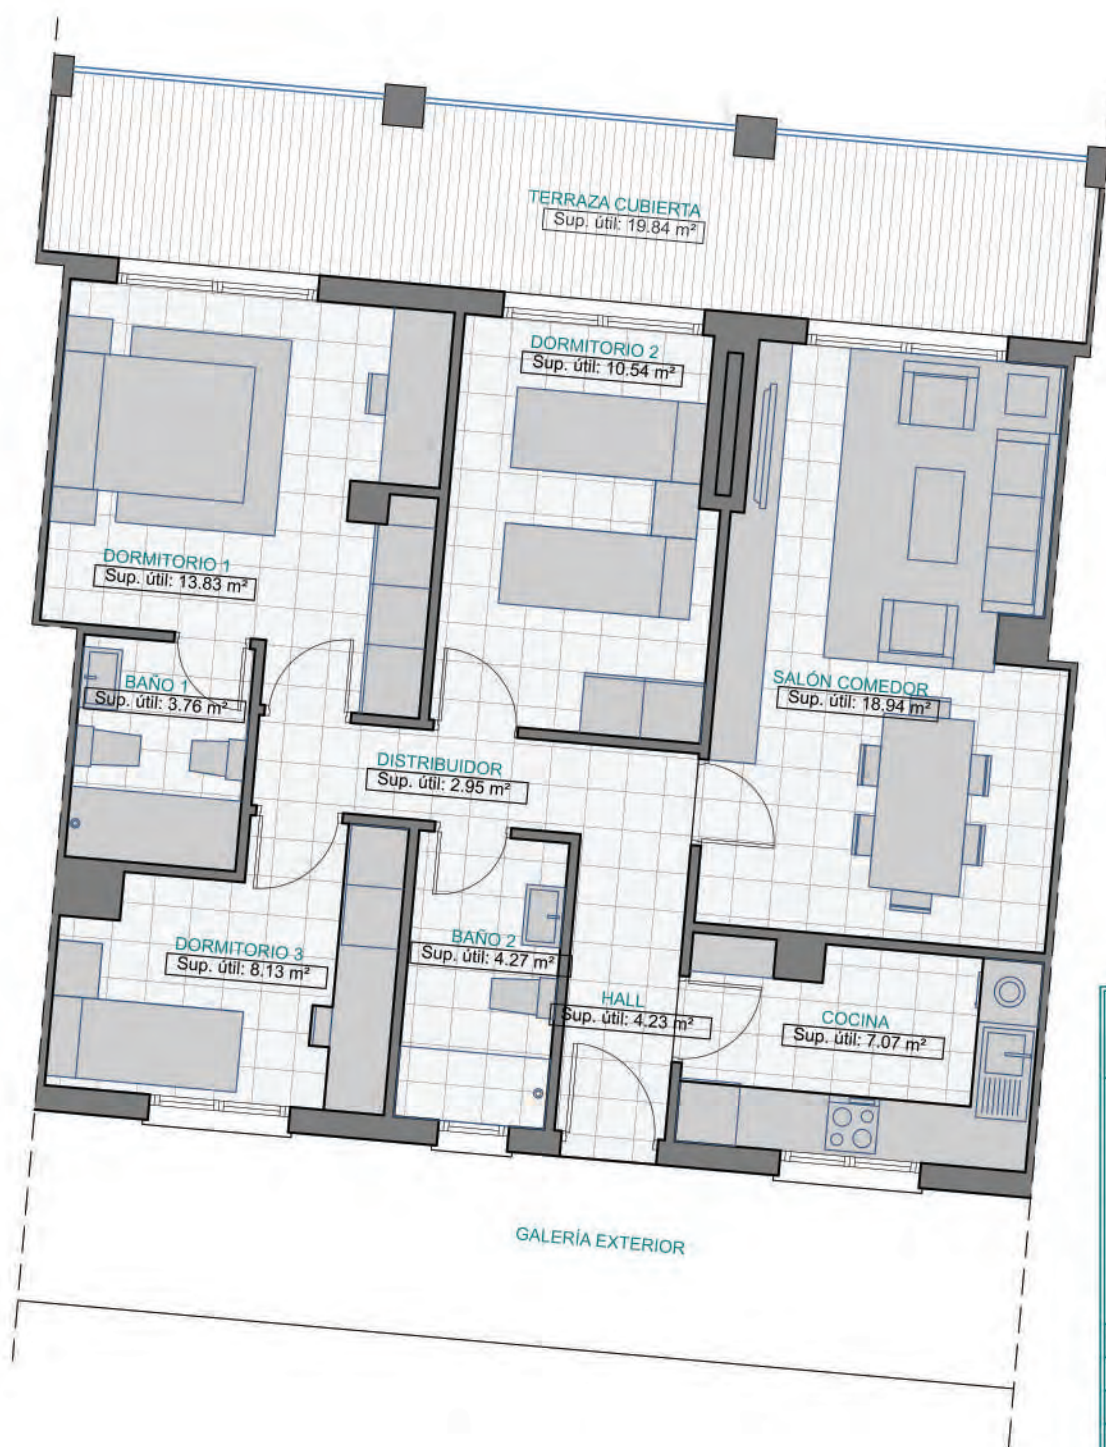 TERRAZA CUBIERTA
Sup. útil: 19.84 m²
DORMITORIO 2
Sup. útil: 10.54 m²
DORMITORIO 1
Sup. útil: 13.83 m²
BAÑO 1
Sup. útil: 3.76 m²
SALÓN COMEDOR
Sup. útil: 18.94 m²
DISTRIBUIDOR
Sup. útil: 2.95 m²
DORMITORIO 3
Sup. útil: 8.13 m²
BAÑO 2
Sup. útil: 4.27 m²
HALL
Sup. útil: 4.23 m²
COCINA
Sup. útil: 7.07 m²
GALERÍA EXTERIOR